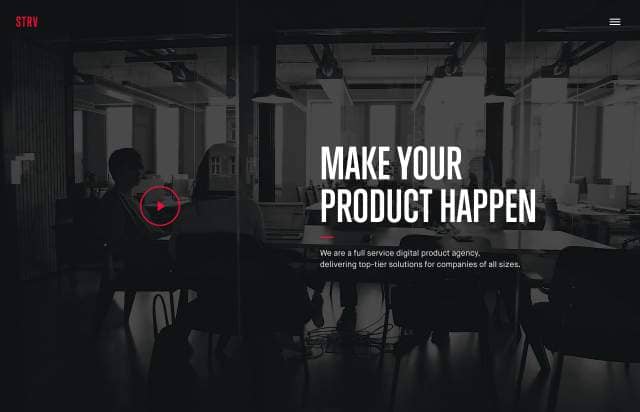 STRV
MAKE YOUR
PRODUCT HAPPEN
We are a full service digital product agency,
delivering top-tier solutions for companies of all sizes.